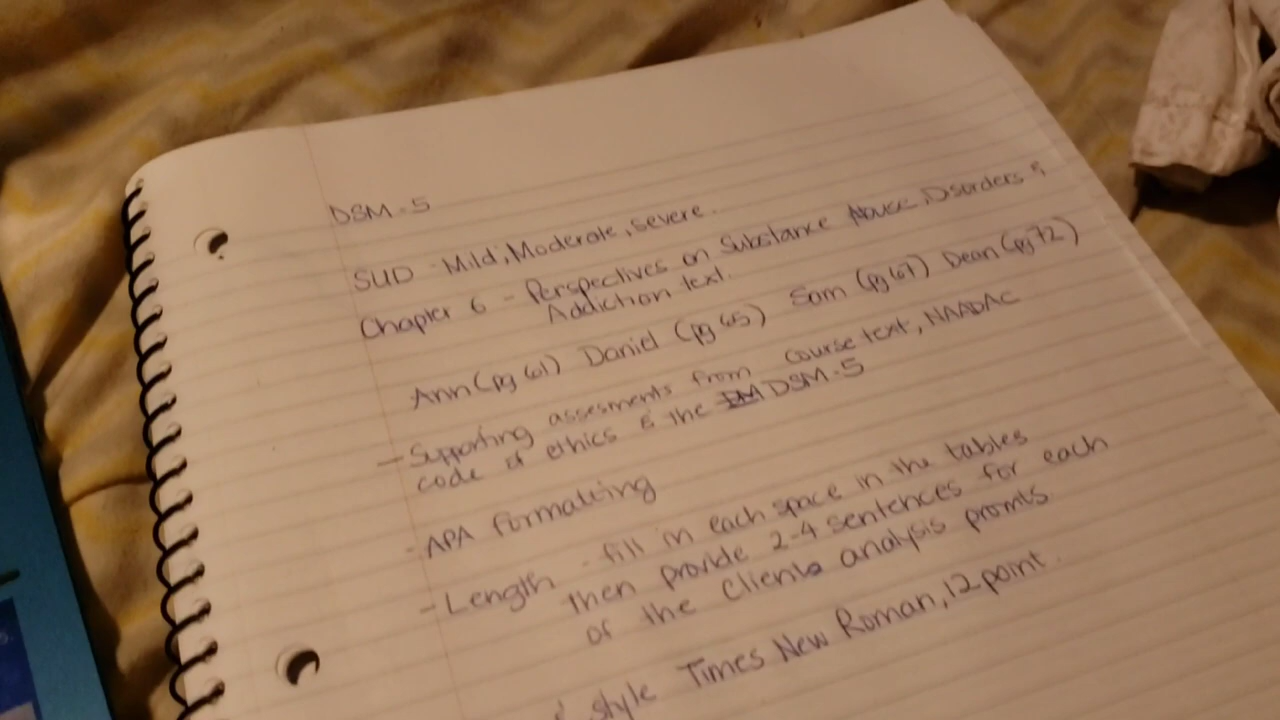 DSM-5
SUD - Mild, Moderate, severe.
Chapter 6 - Perspectives on Substance Abuse, Disorders &
Addiction text.
Ann (pg 61) Daniel (pg 65) Sam (pg 67) Dean (pg 72)
- Supporting assesments from course text, NAADAC
code of ethics & the DSM-5
- APA formatting
- Length - fill in each space in the tables
then provide 2-4 sentences for each
of the Clients analysis promts
style Times New Roman, 12 point.